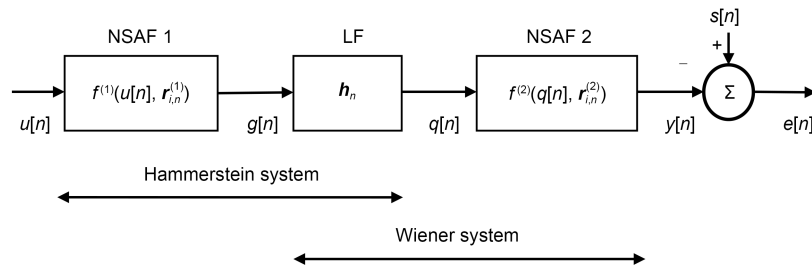 s[n]
NSAF 1 LF NSAF 2
+
−
f⁽¹⁾(u[n], r⁽¹⁾ᵢ,ₙ) hₙ f⁽²⁾(q[n], r⁽²⁾ᵢ,ₙ) Σ
u[n] g[n] q[n] y[n] e[n]
Hammerstein system
Wiener system